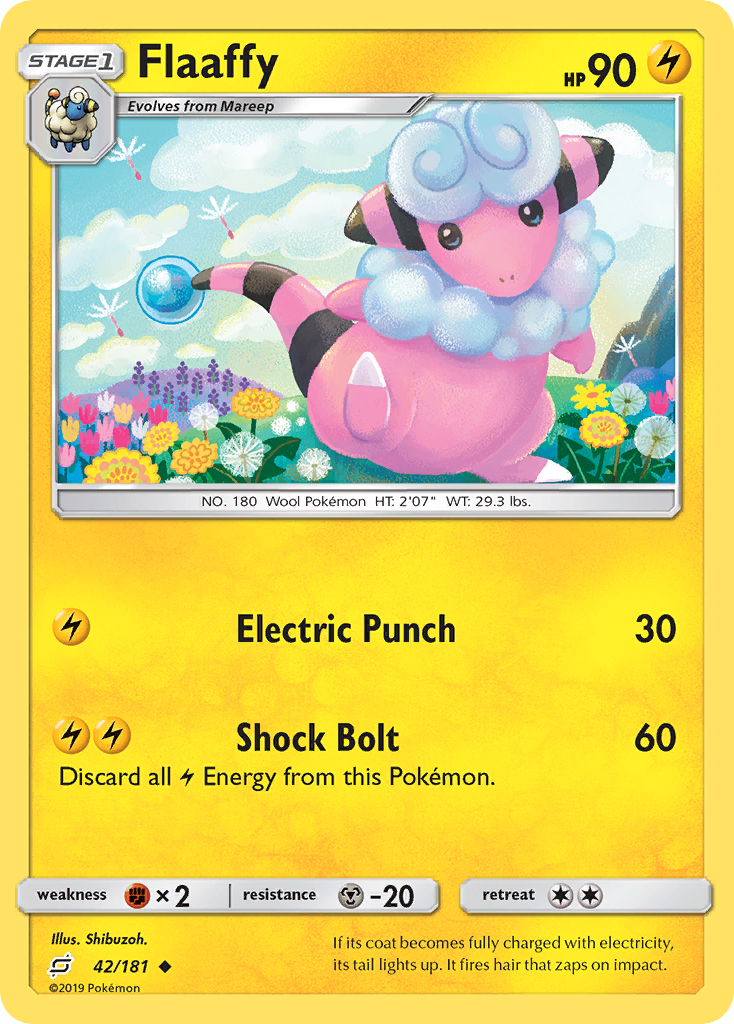 STAGE1
Flaaffy
HP90
Evolves from Mareep
NO. 180 Wool Pokémon HT: 2'07" WT: 29.3 lbs.
Electric Punch 30
Shock Bolt 60
Discard all Energy from this Pokémon.
weakness ×2 resistance -20 retreat
Illus. Shibuzoh.
42/181
©2019 Pokémon
If its coat becomes fully charged with electricity,
its tail lights up. It fires hair that zaps on impact.